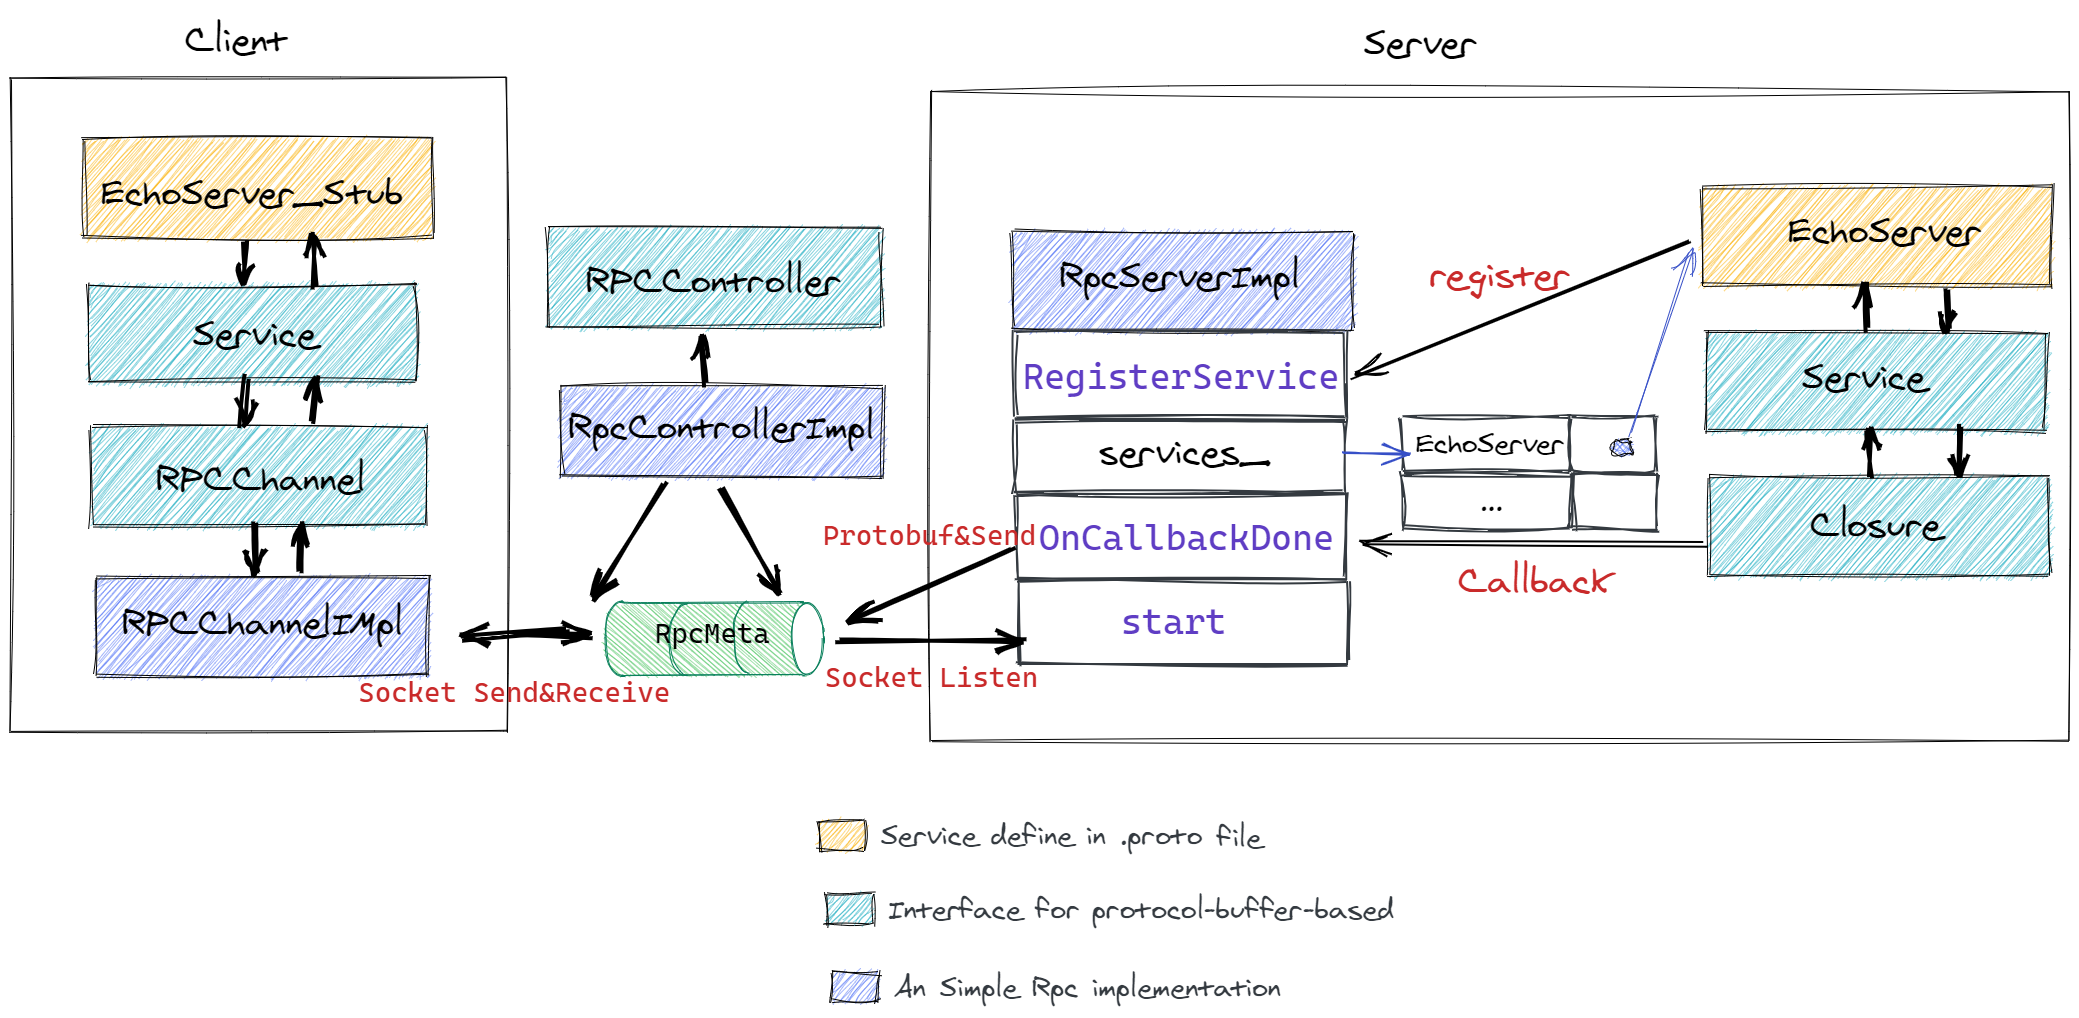 Client
EchoServer_Stub
Service
RPCChannel
RPCChannelIMpl
Socket Send&Receive
RPCController
RpcControllerImpl
RpcMeta
Protobuf&Send
Socket Listen
Server
RpcServerImpl
RegisterService
services_
OnCallbackDone
start
register
EchoServer
...
Callback
EchoServer
Service
Closure
Service define in .proto file
Interface for protocol-buffer-based
An Simple Rpc implementation